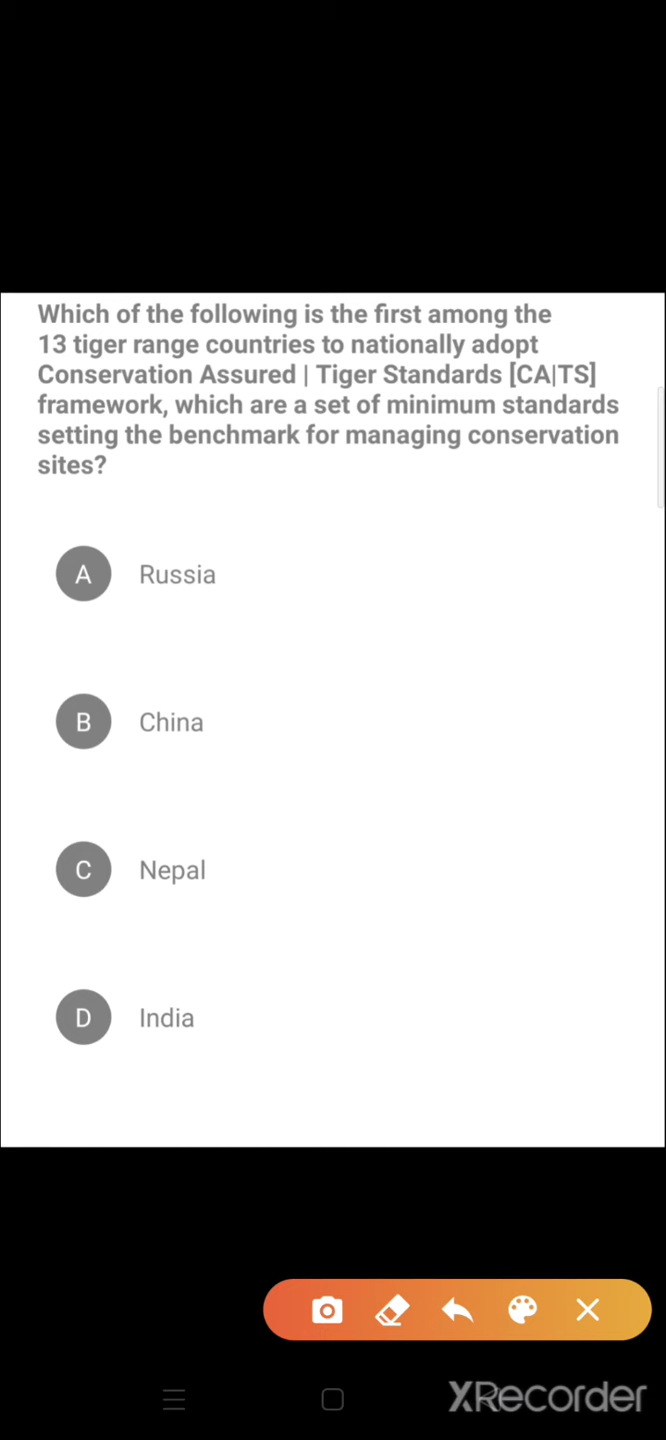 Which of the following is the first among the
13 tiger range countries to nationally adopt
Conservation Assured | Tiger Standards [CA|TS]
framework, which are a set of minimum standards
setting the benchmark for managing conservation
sites?
A Russia
B China
C Nepal
D India
XRecorder